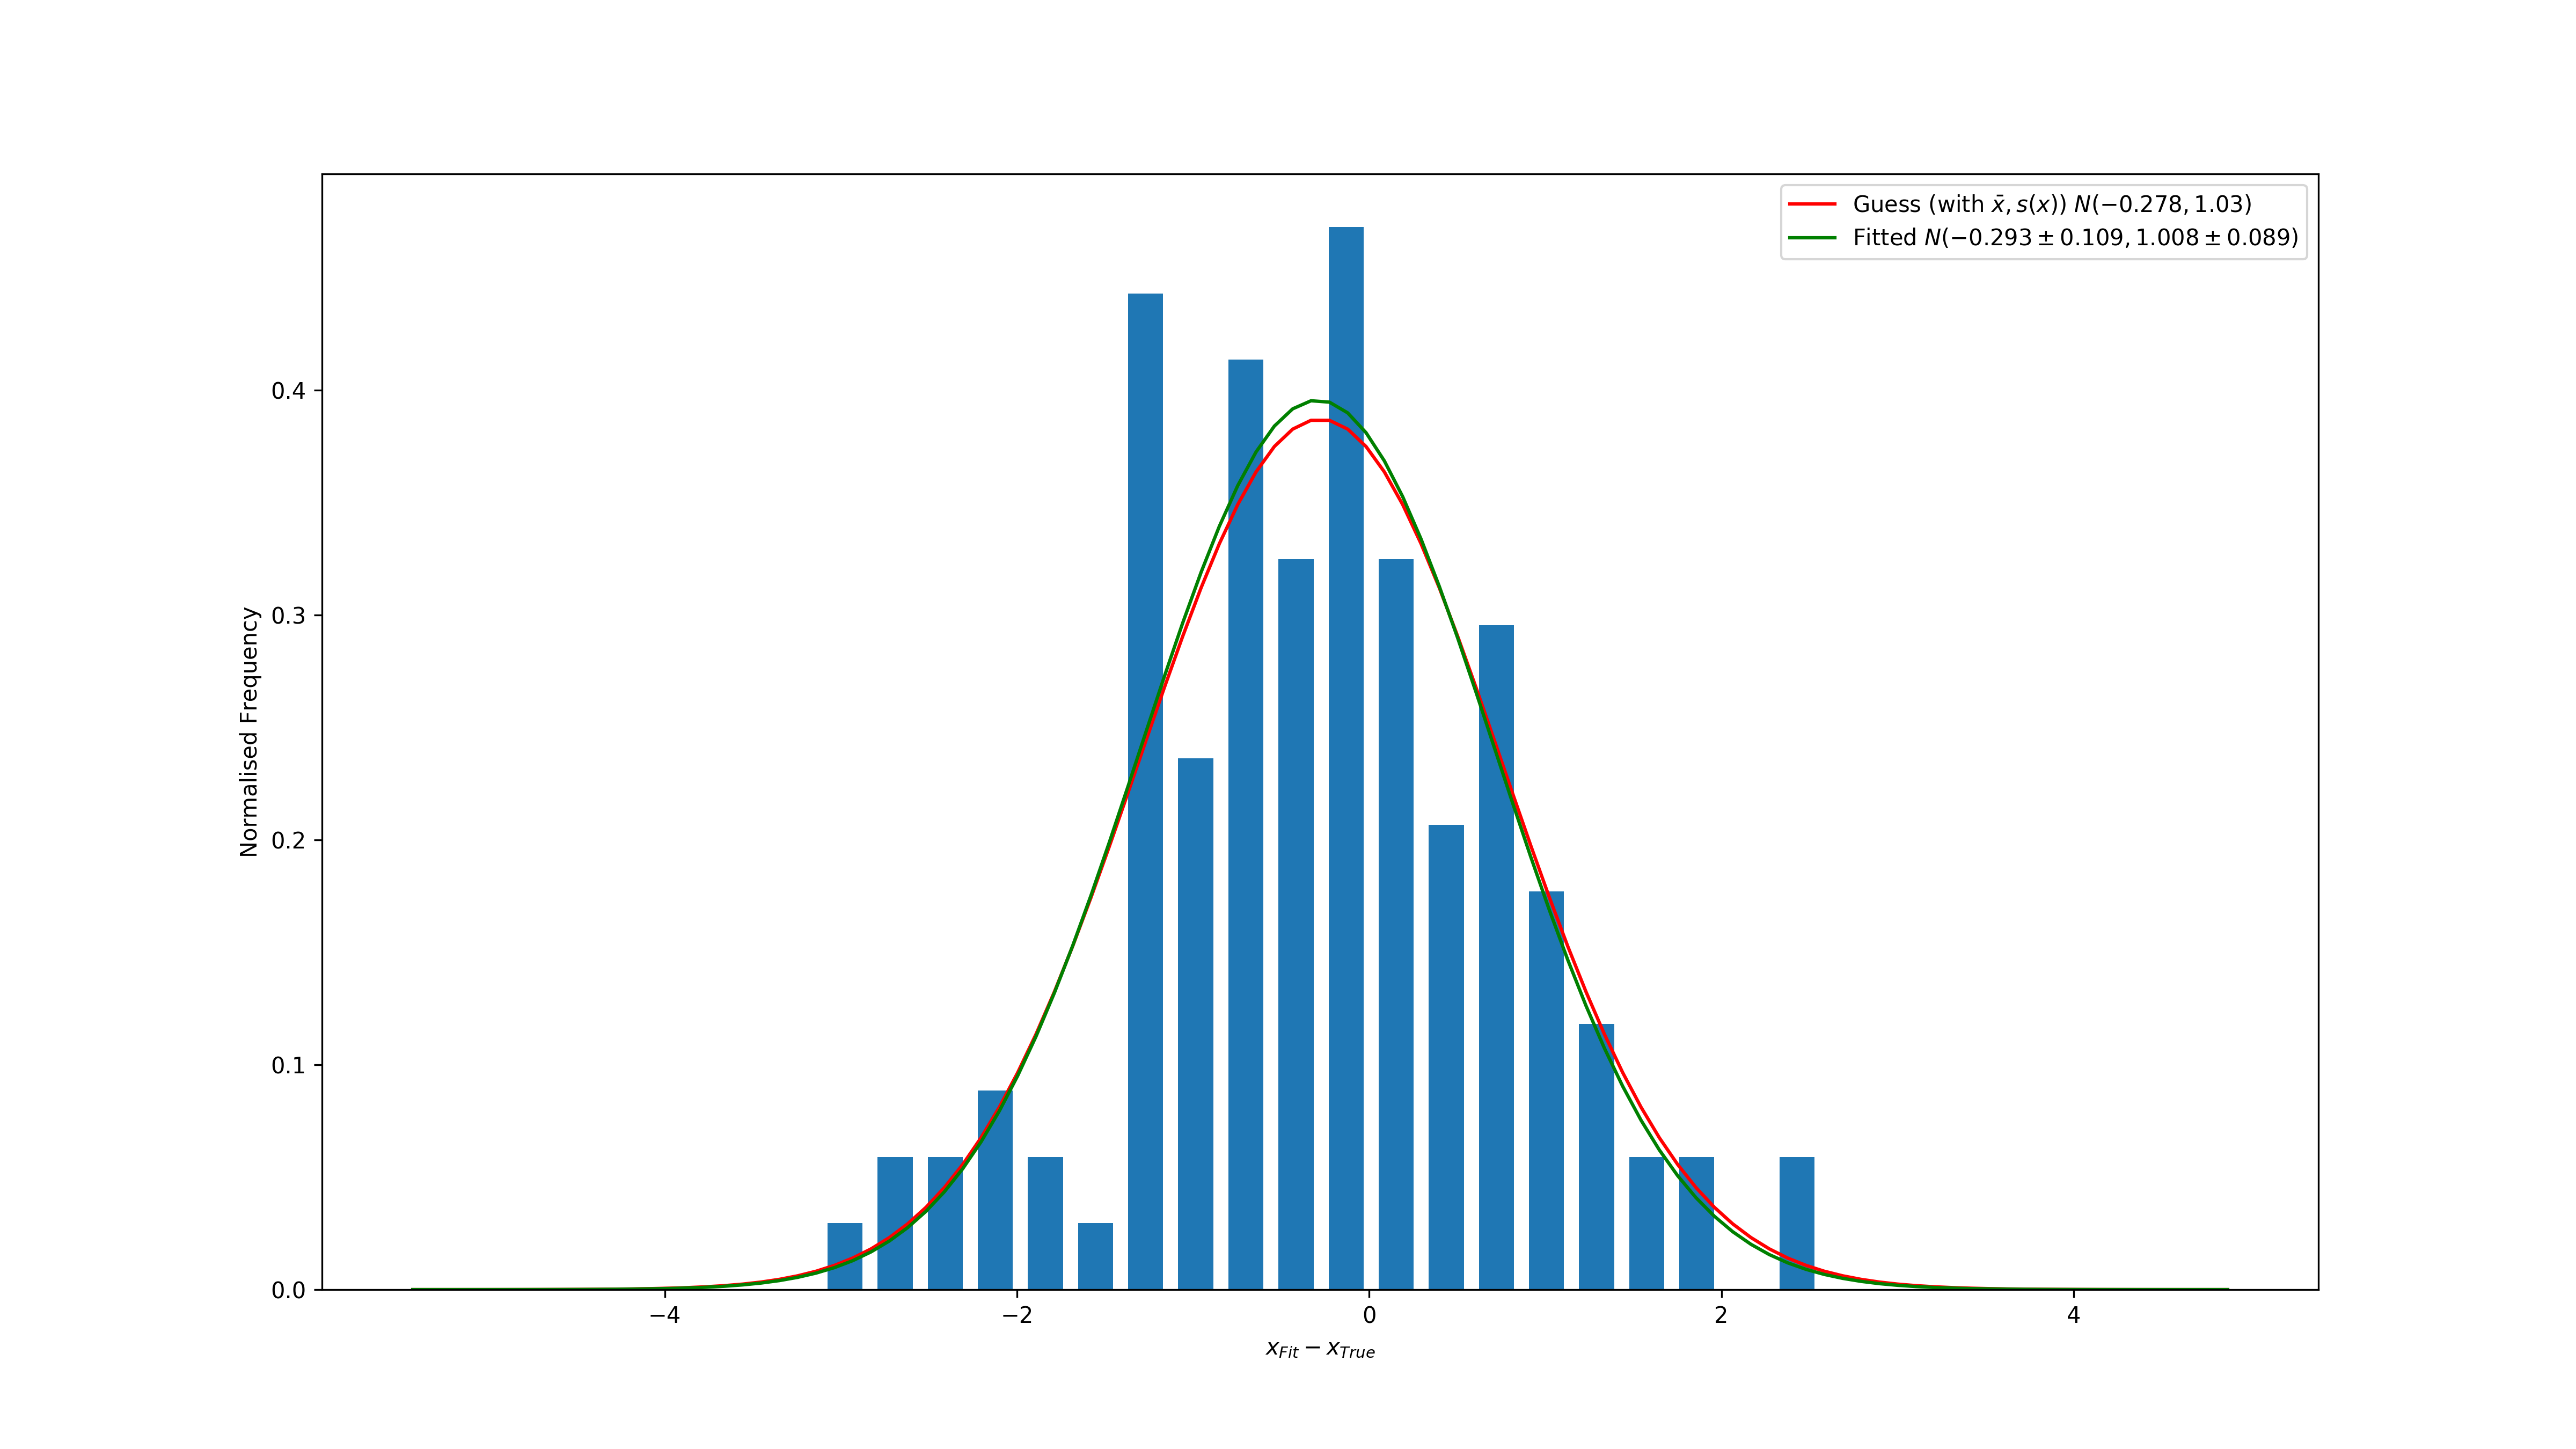 Guess (with x̄, s(x)) N(−0.278, 1.03)
Fitted N(−0.293 ± 0.109, 1.008 ± 0.089)
Normalised Frequency
0.4
0.3
0.2
0.1
0.0
−4 −2 0 2 4
x_Fit − x_True